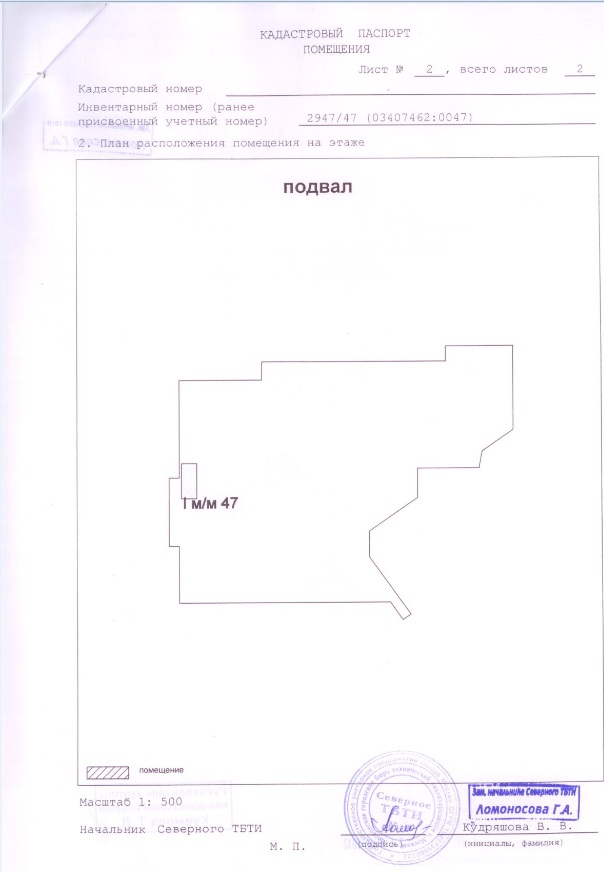 КАДАСТРОВЫЙ ПАСПОРТ
ПОМЕЩЕНИЯ
Лист № 2 , всего листов 2
Кадастровый номер
Инвентарный номер (ранее
присвоенный учетный номер) 2947/47 (03407462:0047)
2. План расположения помещения на этаже
подвал
I м/м 47
помещение
Масштаб 1: 500
Зам. начальника Северного ТБТИ
Ломоносова Г.А.
Северное
ТБТИ
Начальник Северного ТБТИ
Кудряшова В. В.
М. П.
(подпись)
(инициалы, фамилия)